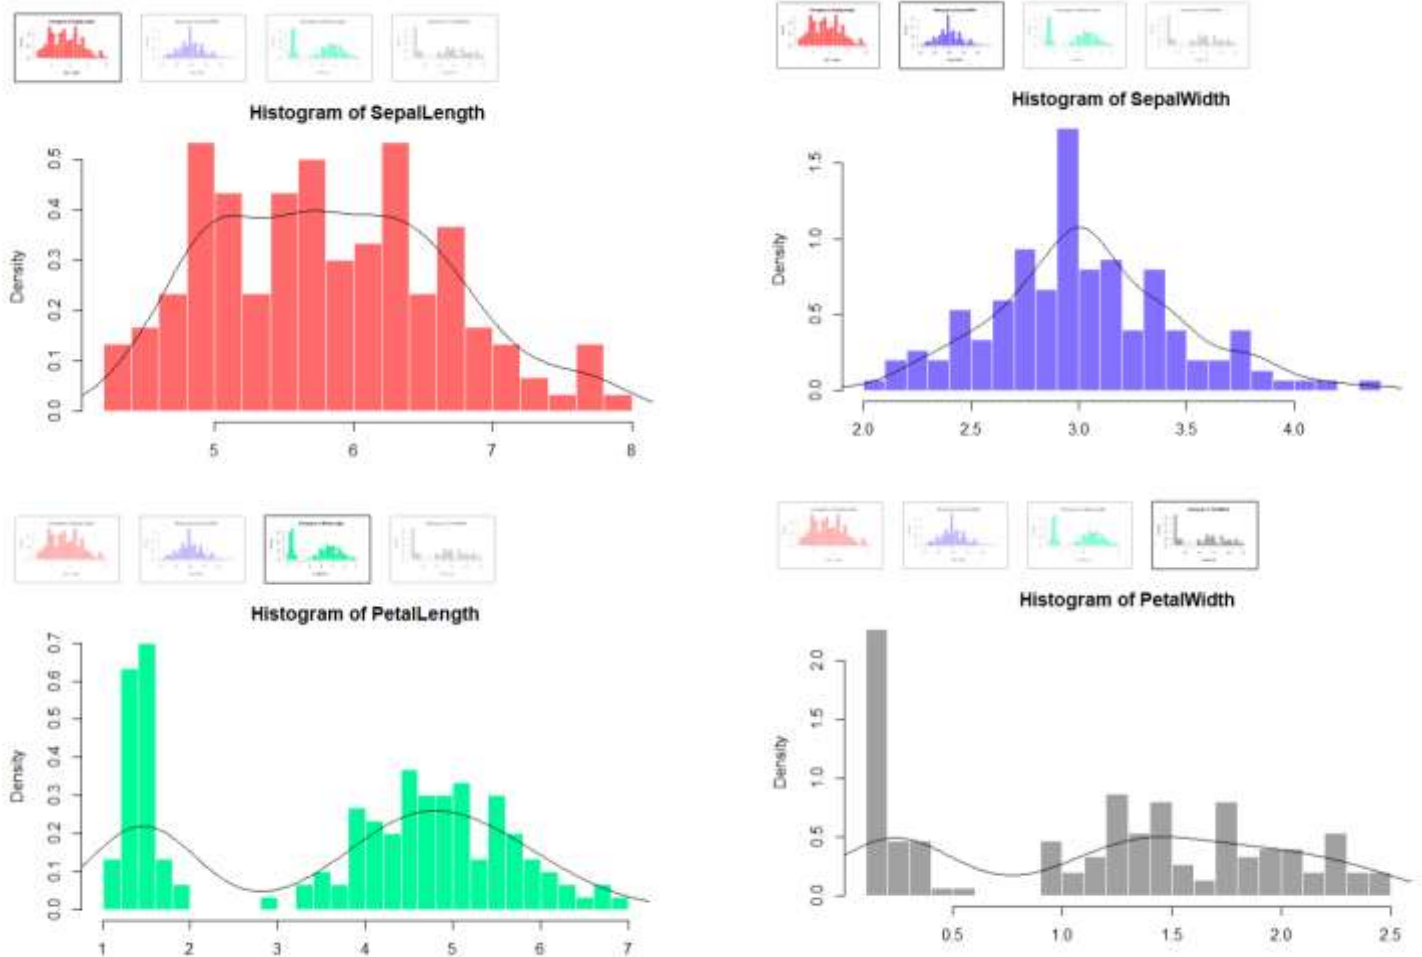 Histogram of SepalLength
Density
0.5
0.4
0.3
0.2
0.1
0.0
5 6 7 8
Histogram of SepalWidth
Density
1.5
1.0
0.5
0.0
2.0 2.5 3.0 3.5 4.0
Histogram of PetalLength
Density
0.7
0.6
0.5
0.4
0.3
0.2
0.1
0.0
1 2 3 4 5 6 7
Histogram of PetalWidth
Density
2.0
1.5
1.0
0.5
0.0
0.5 1.0 1.5 2.0 2.5